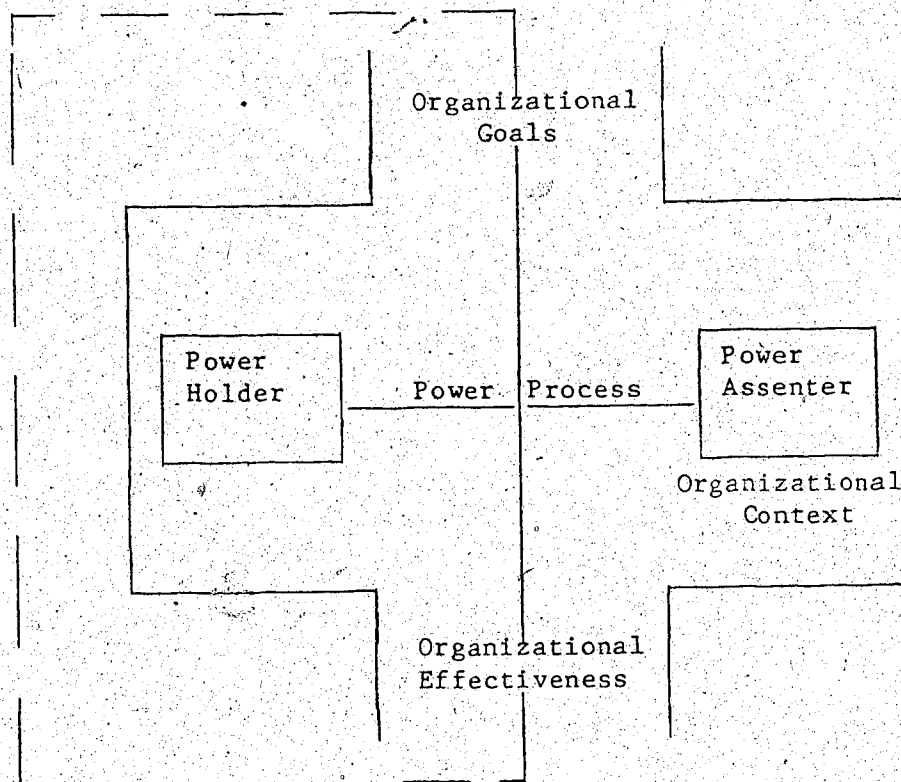 Organizational
Goals
Power
Holder
Power Process
Power
Assenter
Organizational
Context
Organizational
Effectiveness